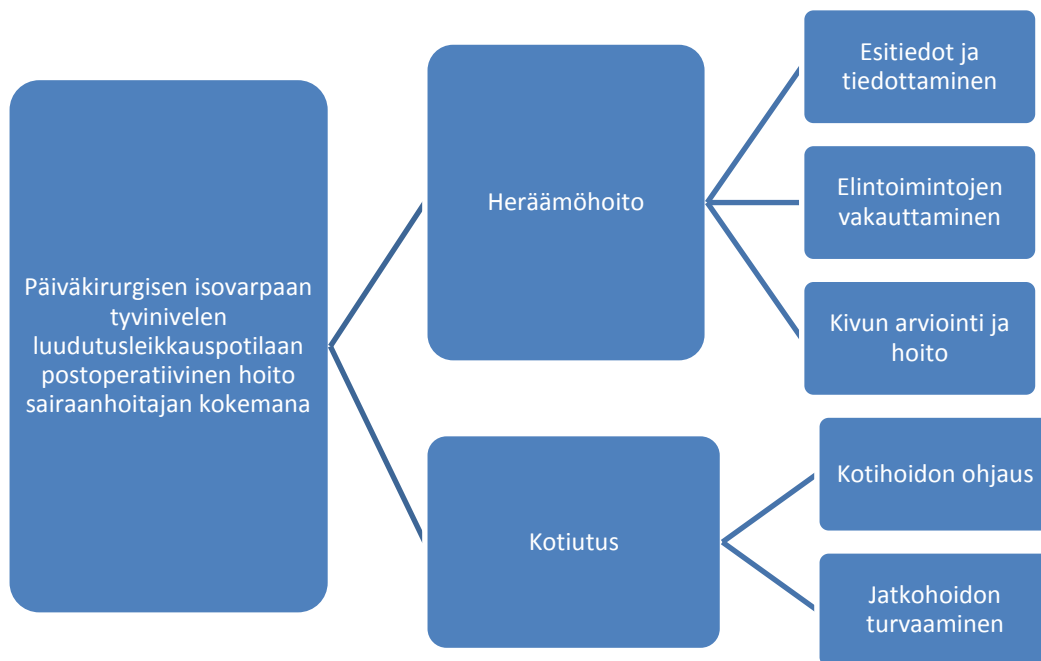 Päiväkirurgisen isovarpaan
tyvinivelen
luudutusleikkauspotilaan
postoperatiivinen hoito
sairaanhoitajan kokemana
Heräämöhoito
Esitiedot ja
tiedottaminen
Elintoimintojen
vakauttaminen
Kivun arviointi ja
hoito
Kotiutus
Kotihoidon ohjaus
Jatkohoidon
turvaaminen